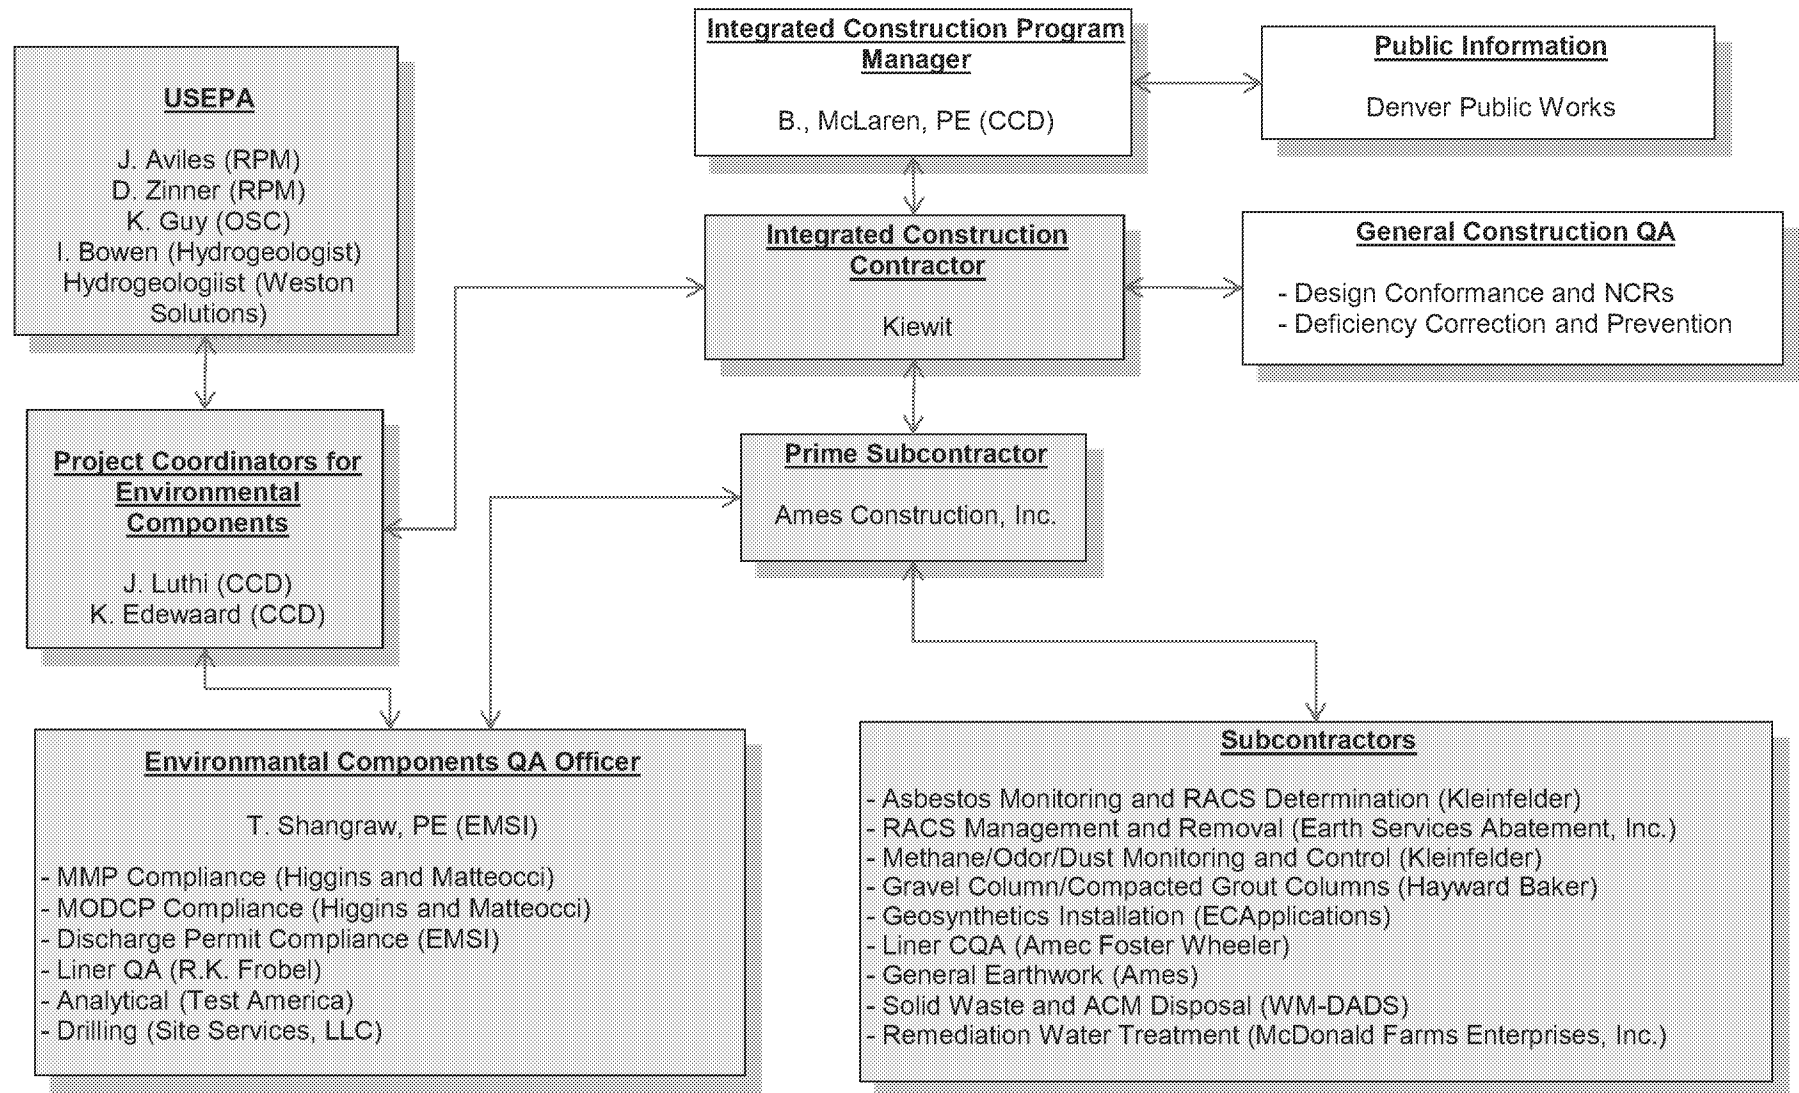 USEPA
J. Aviles (RPM)
D. Zinner (RPM)
K. Guy (OSC)
I. Bowen (Hydrogeologist)
Hydrogeologiist (Weston
Solutions)
Integrated Construction Program
Manager
B., McLaren, PE (CCD)
Public Information
Denver Public Works
Integrated Construction
Contractor
Kiewit
General Construction QA
- Design Conformance and NCRs
- Deficiency Correction and Prevention
Project Coordinators for
Environmental
Components
J. Luthi (CCD)
K. Edewaard (CCD)
Prime Subcontractor
Ames Construction, Inc.
Environmantal Components QA Officer
T. Shangraw, PE (EMSI)
- MMP Compliance (Higgins and Matteocci)
- MODCP Compliance (Higgins and Matteocci)
- Discharge Permit Compliance (EMSI)
- Liner QA (R.K. Frobel)
- Analytical (Test America)
- Drilling (Site Services, LLC)
Subcontractors
- Asbestos Monitoring and RACS Determination (Kleinfelder)
- RACS Management and Removal (Earth Services Abatement, Inc.)
- Methane/Odor/Dust Monitoring and Control (Kleinfelder)
- Gravel Column/Compacted Grout Columns (Hayward Baker)
- Geosynthetics Installation (ECApplications)
- Liner CQA (Amec Foster Wheeler)
- General Earthwork (Ames)
- Solid Waste and ACM Disposal (WM-DADS)
- Remediation Water Treatment (McDonald Farms Enterprises, Inc.)